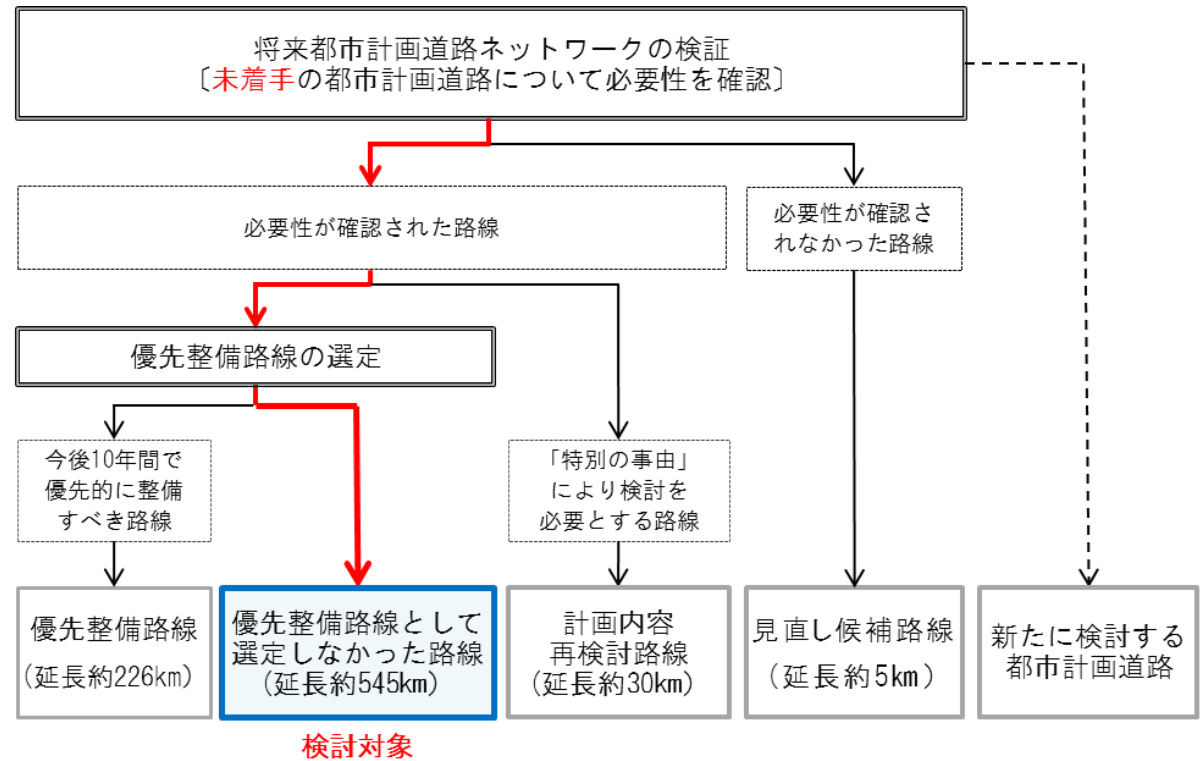 将来都市計画道路ネットワークの検証
〔未着手の都市計画道路について必要性を確認〕
必要性が確認された路線
必要性が確認さ
れなかった路線
優先整備路線の選定
今後10年間で
優先的に整備
すべき路線
「特別の事由」
により検討を
必要とする路線
優先整備路線
(延長約226km)
優先整備路線として
選定しなかった路線
(延長約545km)
計画内容
再検討路線
(延長約30km)
見直し候補路線
(延長約5km)
新たに検討する
都市計画道路
検討対象